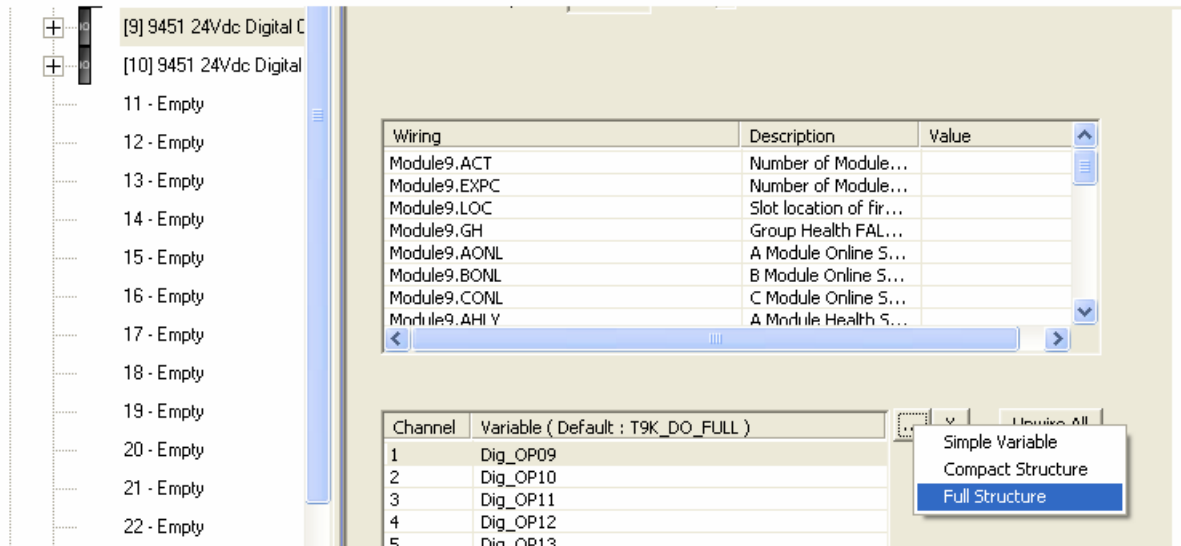 [9] 9451 24Vdc Digital
[10] 9451 24Vdc Digital
11 - Empty
12 - Empty
13 - Empty
14 - Empty
15 - Empty
16 - Empty
17 - Empty
18 - Empty
19 - Empty
20 - Empty
21 - Empty
22 - Empty
Wiring Description Value
Module9.ACT Number of Module...
Module9.EXPC Number of Module...
Module9.LOC Slot location of fir...
Module9.GH Group Health FAL...
Module9.AONL A Module Online S...
Module9.BONL B Module Online S...
Module9.CONL C Module Online S...
Module9.AHLY A Module Health S...
Channel Variable ( Default : T9K_DO_FULL ) ... X Unwire All
1 Dig_OP09
2 Dig_OP10
3 Dig_OP11
4 Dig_OP12
5 Dig_OP13
Simple Variable
Compact Structure
Full Structure